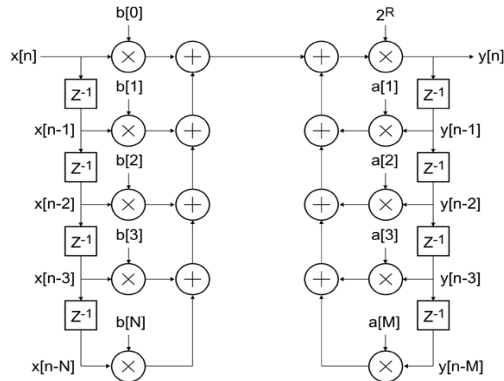 b[0] 2ᴿ
x[n] y[n]
Z⁻¹ b[1] a[1] Z⁻¹
x[n-1] y[n-1]
Z⁻¹ b[2] a[2] Z⁻¹
x[n-2] y[n-2]
Z⁻¹ b[3] a[3] Z⁻¹
x[n-3] y[n-3]
Z⁻¹ b[N] a[M] Z⁻¹
x[n-N] y[n-M]